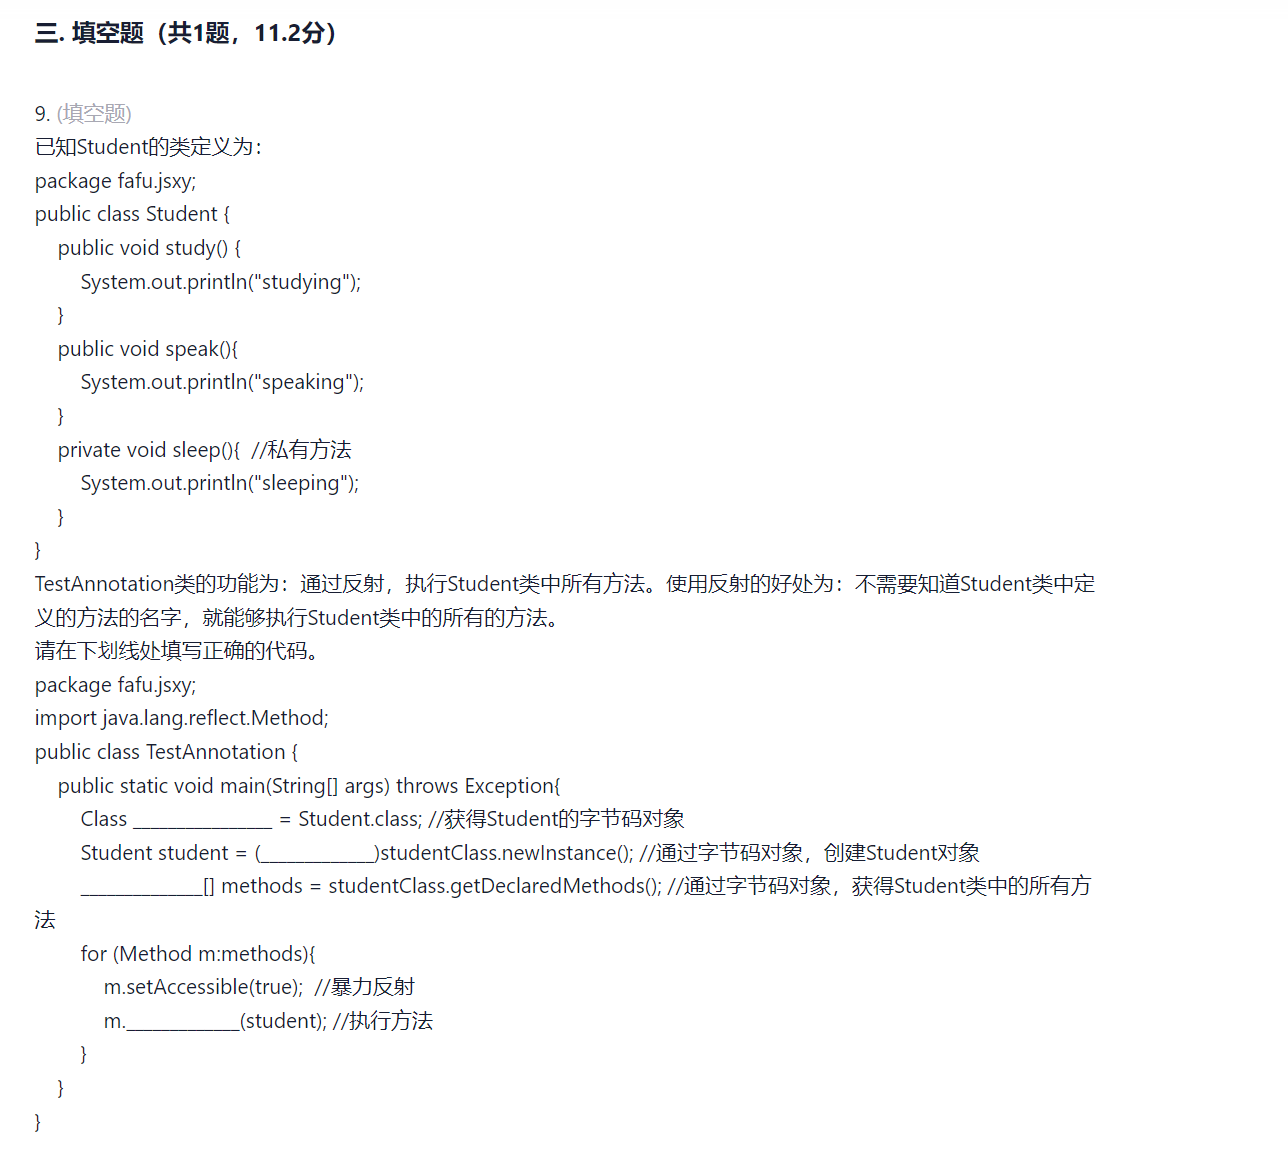 三. 填空题（共1题，11.2分）
9. (填空题)
已知Student的类定义为：
package fafu.jsxy;
public class Student {
public void study() {
System.out.println("studying");
}
public void speak(){
System.out.println("speaking");
}
private void sleep(){ //私有方法
System.out.println("sleeping");
}
}
TestAnnotation类的功能为：通过反射，执行Student类中所有方法。使用反射的好处为：不需要知道Student类中定
义的方法的名字，就能够执行Student类中的所有的方法。
请在下划线处填写正确的代码。
package fafu.jsxy;
import java.lang.reflect.Method;
public class TestAnnotation {
public static void main(String[] args) throws Exception{
Class ______________ = Student.class; //获得Student的字节码对象
Student student = (____________)studentClass.newInstance(); //通过字节码对象，创建Student对象
_____________[] methods = studentClass.getDeclaredMethods(); //通过字节码对象，获得Student类中的所有方
法
for (Method m:methods){
m.setAccessible(true); //暴力反射
m.____________(student); //执行方法
}
}
}